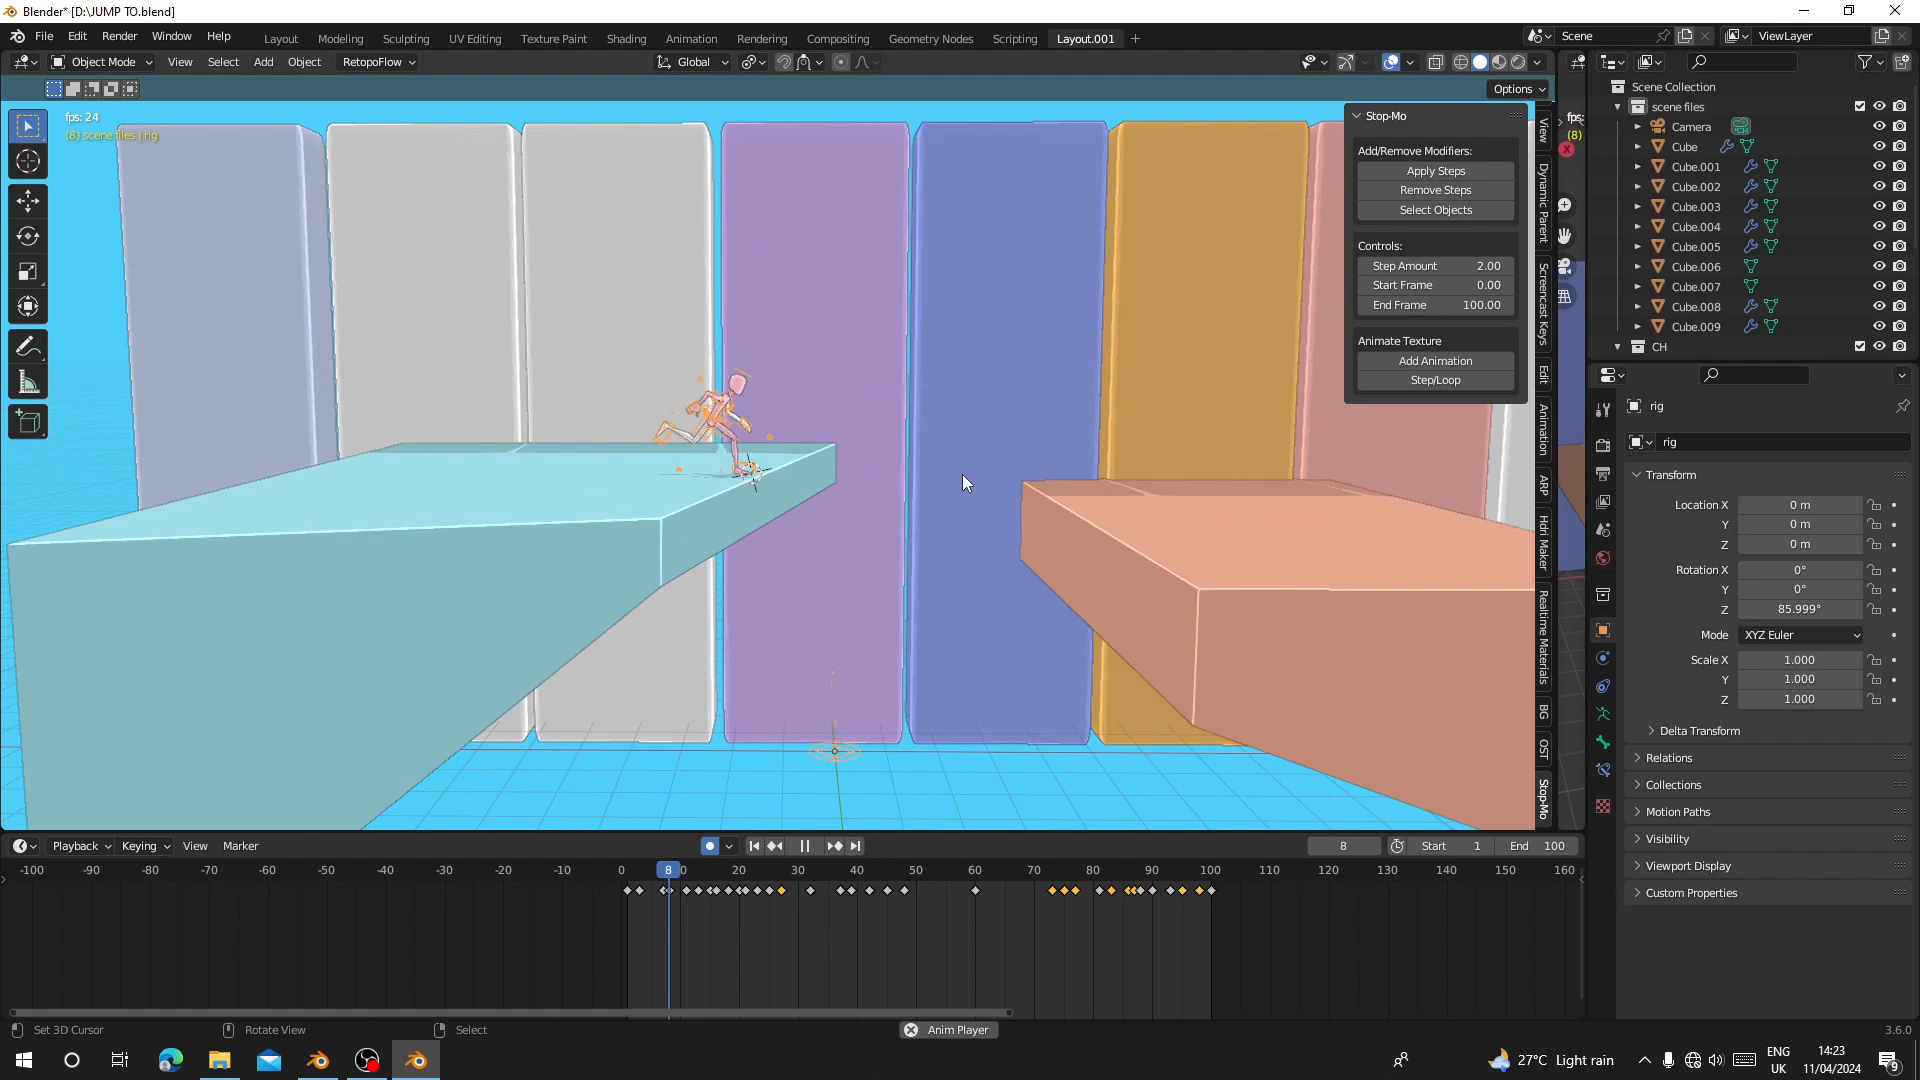 Blender* [D:\JUMP TO.blend]
File Edit Render Window Help
Layout Modeling Sculpting UV Editing Texture Paint Shading Animation Rendering Compositing Geometry Nodes Scripting Layout.001 +
Scene ViewLayer
Object Mode View Select Add Object RetopoFlow Global
Options
fps: 24
(8) scene files | rig
fps:
(8)
Stop-Mo
Add/Remove Modifiers:
Apply Steps
Remove Steps
Select Objects
Controls:
Step Amount 2.00
Start Frame 0.00
End Frame 100.00
Animate Texture
Add Animation
Step/Loop
View
Dynamic Parent
Screencast Keys
Edit
Animation
ARP
Hdri Maker
Realtime Materials
BG
OST
Stop-Mo
Scene Collection
scene files
Camera
Cube
Cube.001
Cube.002
Cube.003
Cube.004
Cube.005
Cube.006
Cube.007
Cube.008
Cube.009
CH
rig
rig
Transform
Location X 0 m
Y 0 m
Z 0 m
Rotation X 0°
Y 0°
Z 85.999°
Mode XYZ Euler
Scale X 1.000
Y 1.000
Z 1.000
Delta Transform
Relations
Collections
Motion Paths
Visibility
Viewport Display
Custom Properties
Playback Keying View Marker
8 Start 1 End 100
-100 -90 -80 -70 -60 -50 -40 -30 -20 -10 0 8 0 20 30 40 50 60 70 80 90 100 110 120 130 140 150 160
Set 3D Cursor Rotate View Select Anim Player 3.6.0
27°C Light rain
ENG
UK
14:23
11/04/2024
9